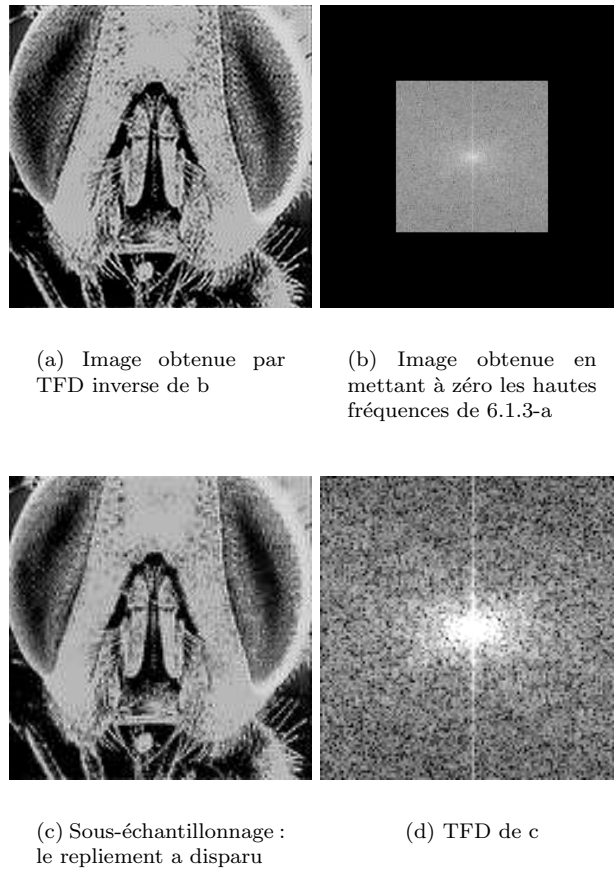 (a) Image obtenue par
TFD inverse de b
(b) Image obtenue en
mettant à zéro les hautes
fréquences de 6.1.3-a
(c) Sous-échantillonnage :
le repliement a disparu
(d) TFD de c